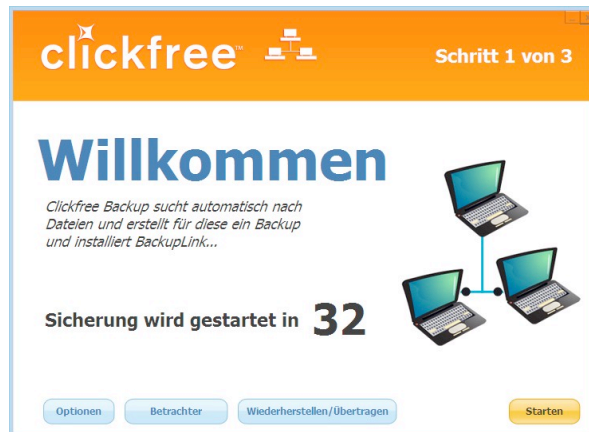 clickfree™
Schritt 1 von 3
Willkommen
Clickfree Backup sucht automatisch nach
Dateien und erstellt für diese ein Backup
und installiert BackupLink...
Sicherung wird gestartet in 32
Optionen
Betrachter
Wiederherstellen/Übertragen
Starten